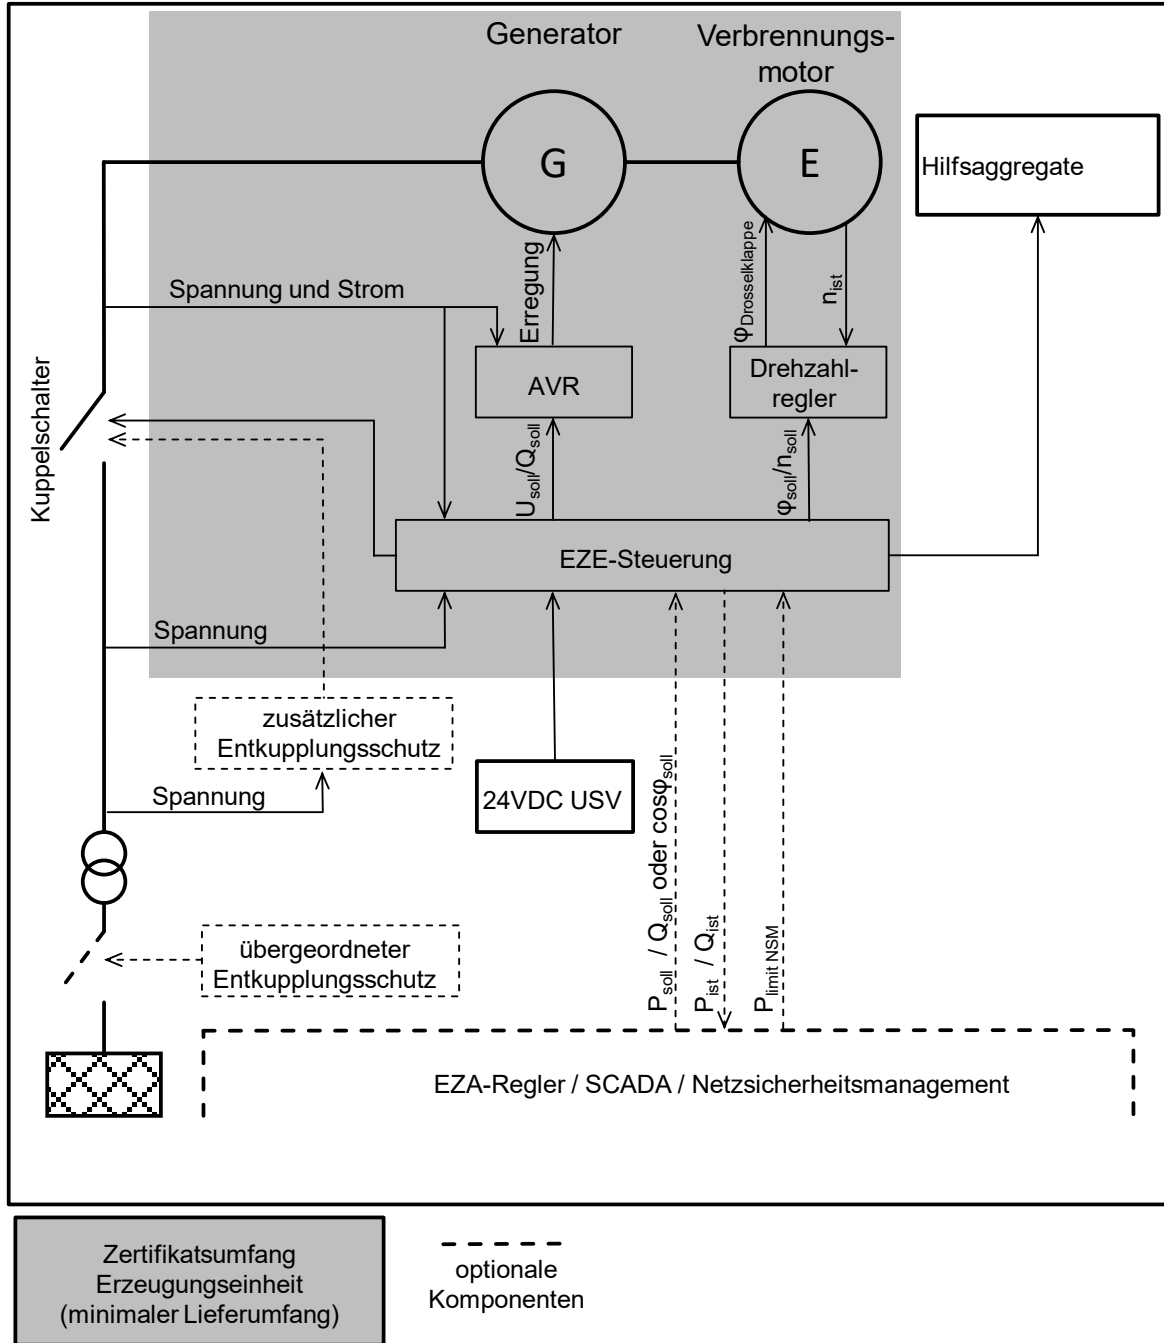 Generator
Verbrennungs-
motor
G
E
Hilfsaggregate
Erregung
φDrosselklappe
nist
Spannung und Strom
AVR
Drehzahl-
regler
Kuppelschalter
Usoll/Qsoll
φsoll/nsoll
EZE-Steuerung
Spannung
zusätzlicher
Entkupplungsschutz
Spannung
24VDC USV
Psoll / Qsoll oder cosφsoll
Pist / Qist
Plimit NSM
übergeordneter
Entkupplungsschutz
EZA-Regler / SCADA / Netzsicherheitsmanagement
Zertifikatsumfang
Erzeugungseinheit
(minimaler Lieferumfang)
optionale
Komponenten